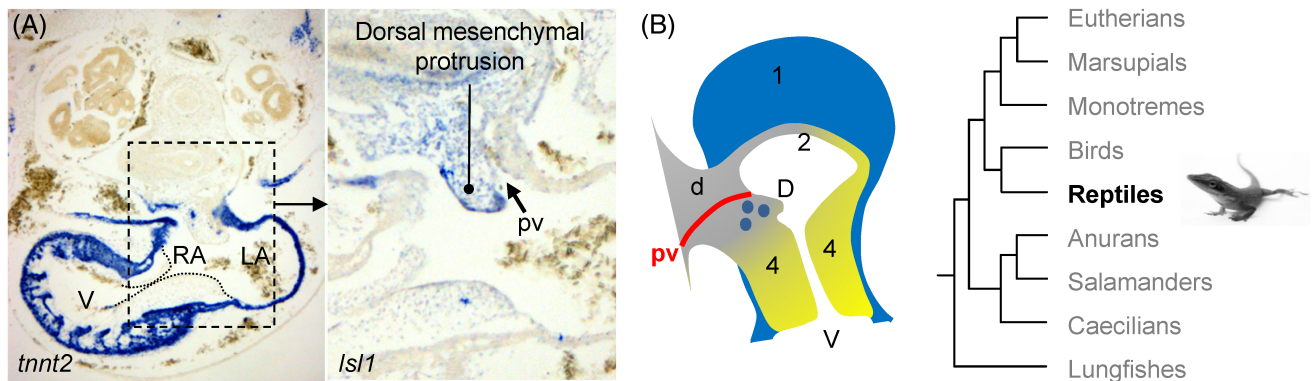 (A)
Dorsal mesenchymal
protrusion
pv
RA
LA
V
tnnt2
Isl1
(B)
1
2
d
D
pv
4
4
V
Eutherians
Marsupials
Monotremes
Birds
Reptiles
Anurans
Salamanders
Caecilians
Lungfishes